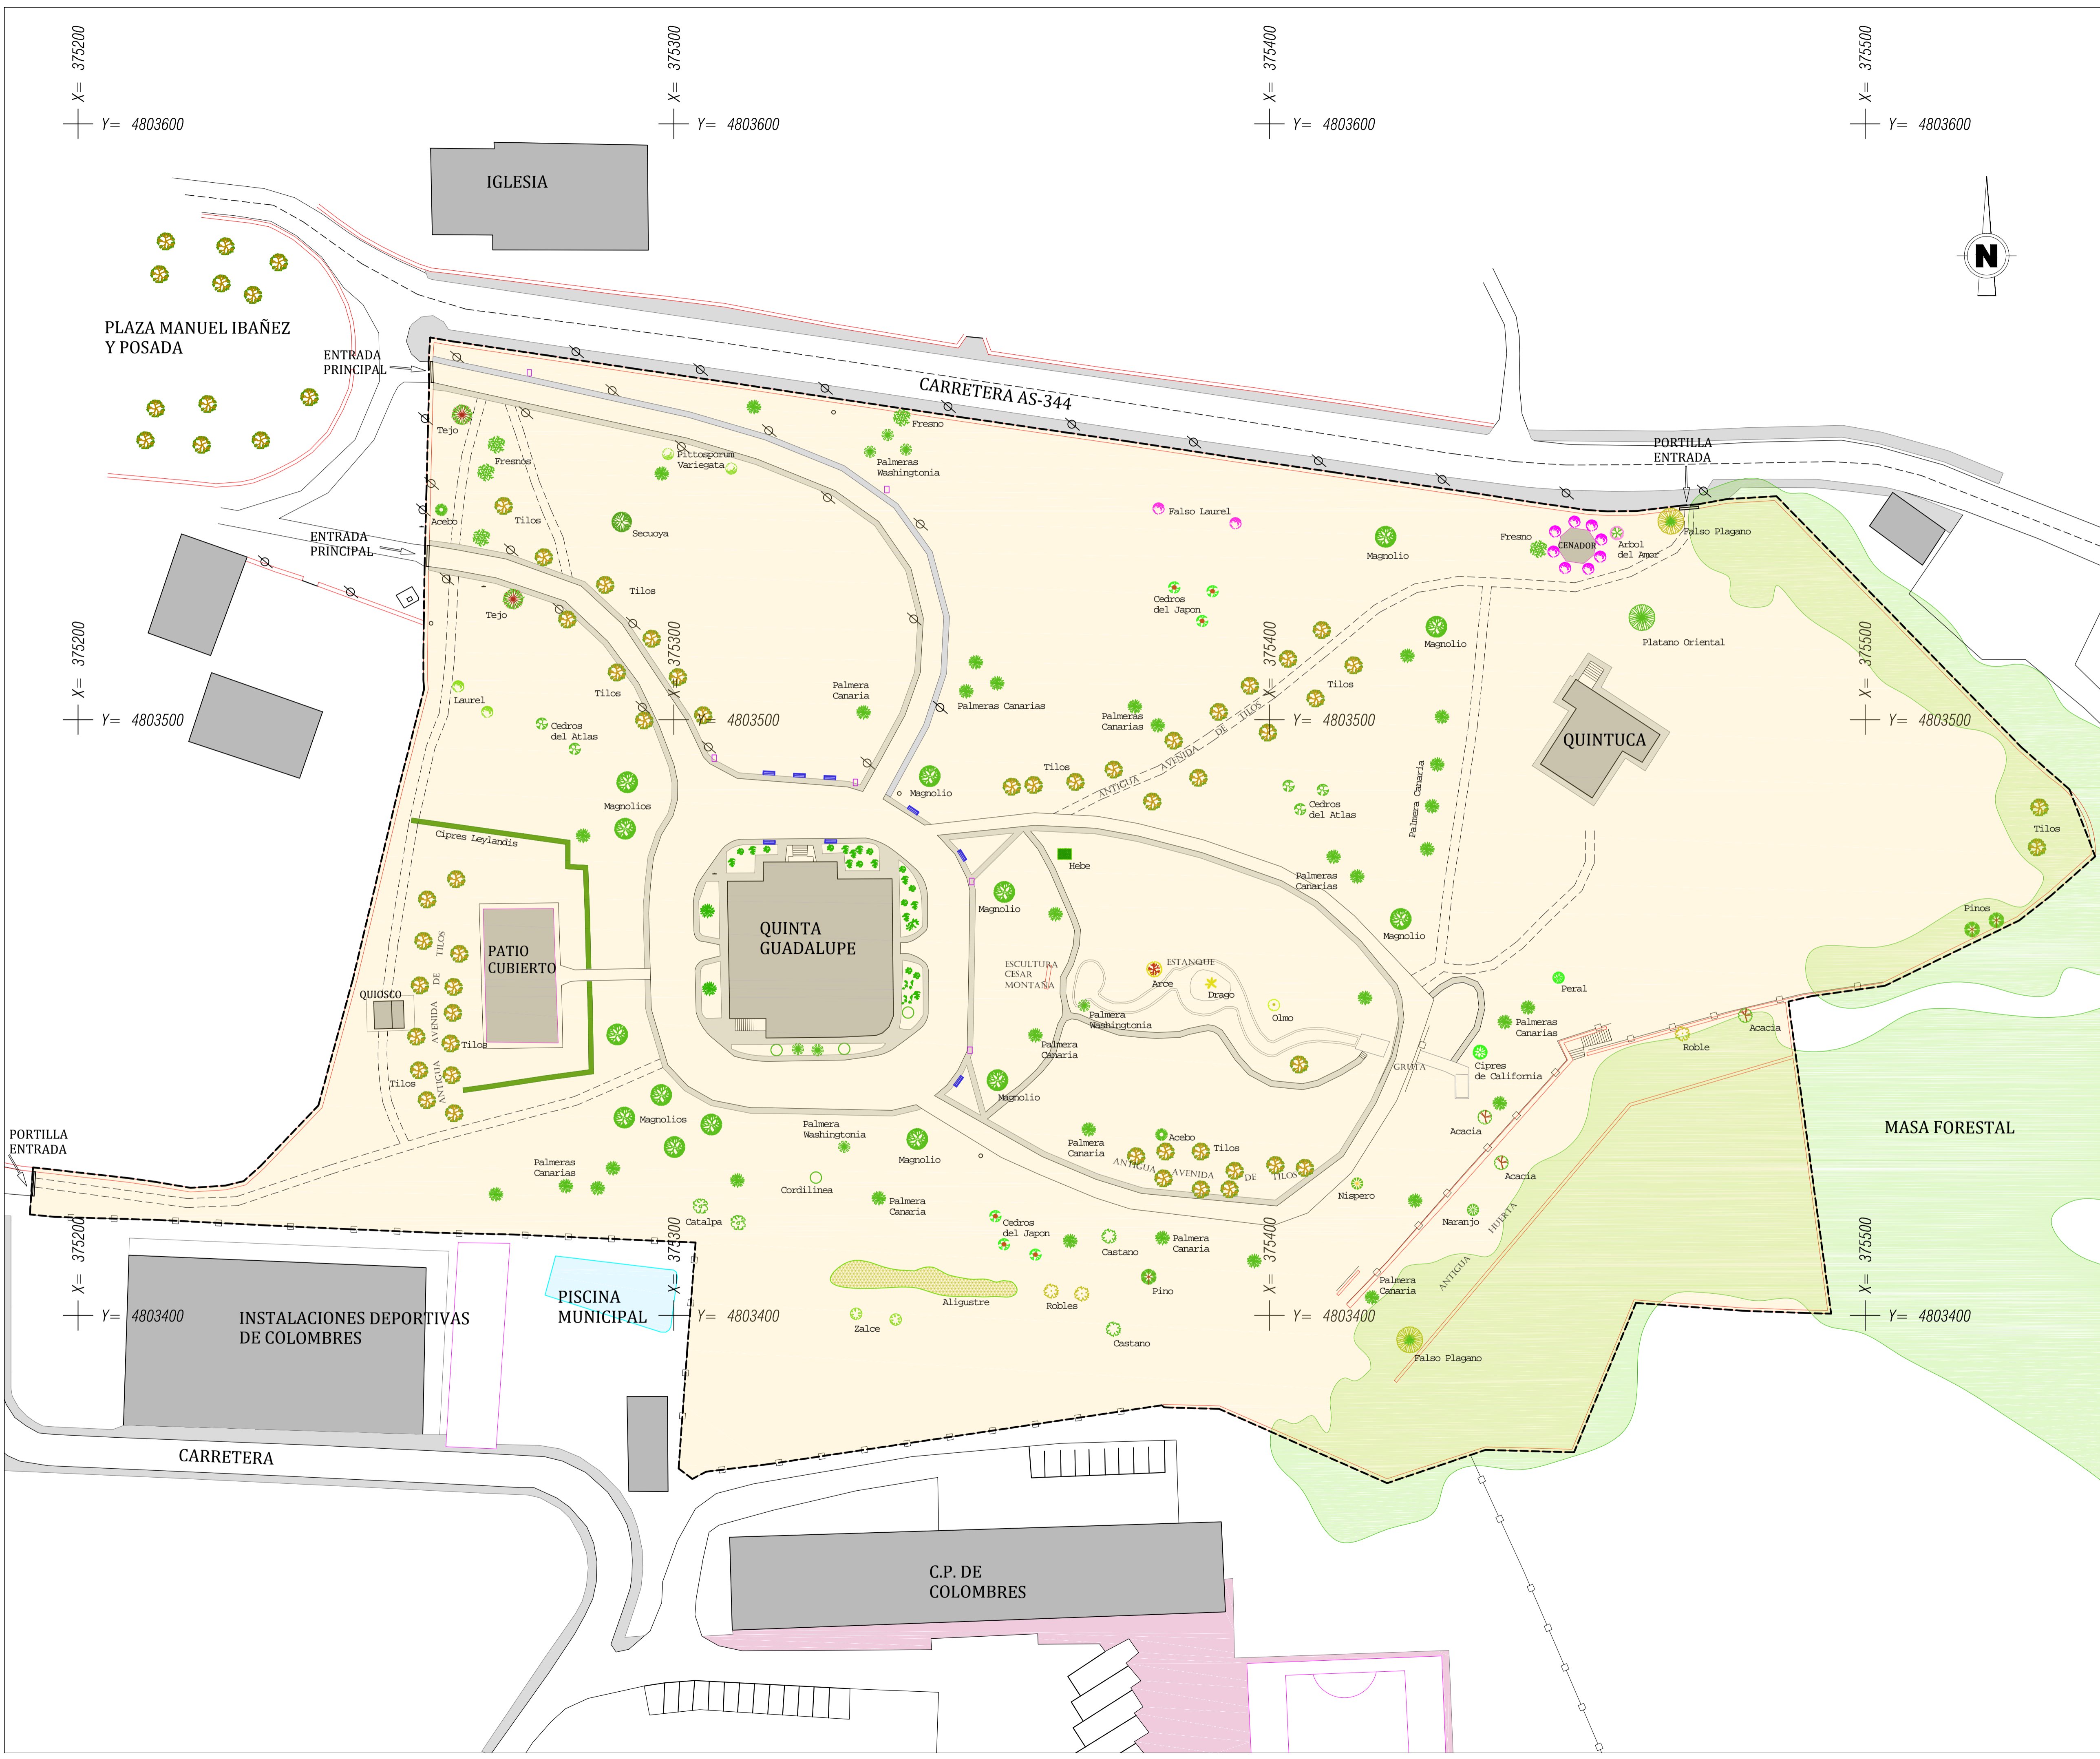 X= 375200
X= 375300
X= 375400
X= 375500
Y= 4803600
Y= 4803600
Y= 4803600
Y= 4803600
IGLESIA
N
PLAZA MANUEL IBAÑEZ
Y POSADA
ENTRADA
PRINCIPAL
CARRETERA AS-344
PORTILLA
ENTRADA
Tejo
Fresnos
Pittosporum
Variegata
Fresno
Palmeras
Washingtonia
Acebo
Tilos
Secuoya
Falso Laurel
Magnolio
Fresno
CENADOR
Arbol
del Amor
Falso Plagano
ENTRADA
PRINCIPAL
Tejo
Tilos
Cedros
del Japon
Magnolio
Platano Oriental
X= 375200
X= 375300
X= 375400
X= 375500
Laurel
Tilos
Cedros
del Atlas
Palmera
Canaria
Palmeras Canarias
Palmeras
Canarias
Tilos
Y= 4803500
Y= 4803500
Y= 4803500
Y= 4803500
QUINTUCA
ANTIGUA AVENIDA DE TILOS
Tilos
Magnolios
Magnolio
Cedros
del Atlas
Palmera Canaria
Tilos
Cipres Leylandis
Hebe
Palmeras
Canarias
Magnolio
Magnolio
Pinos
QUINTA
GUADALUPE
PATIO
CUBIERTO
QUIOSCO
ANTIGUA AVENIDA DE TILOS
Tilos
Tilos
ESCULTURA
CESAR
MONTAÑA
ESTANQUE
Arce
Drago
Olmo
Palmera
Washingtonia
Palmera
Canaria
Magnolio
GRUTA
Peral
Palmeras
Canarias
Cipres
de California
Roble
Acacia
Acacia
Acacia
MASA FORESTAL
PORTILLA
ENTRADA
Magnolios
Palmera
Washingtonia
Magnolio
Palmera
Canaria
Acebo
Tilos
ANTIGUA AVENIDA DE TILOS
Palmeras
Canarias
Cordilinea
Palmera
Canaria
Nispero
Naranjo
ANTIGUA HUERTA
Catalpa
Cedros
del Japon
Castano
Palmera
Canaria
X= 375200
X= 375300
X= 375400
X= 375500
Pino
Palmera
Canaria
Aligustre
Robles
Zalce
Castano
Falso Plagano
Y= 4803400
Y= 4803400
Y= 4803400
Y= 4803400
INSTALACIONES DEPORTIVAS
DE COLOMBRES
PISCINA
MUNICIPAL
CARRETERA
C.P. DE
COLOMBRES